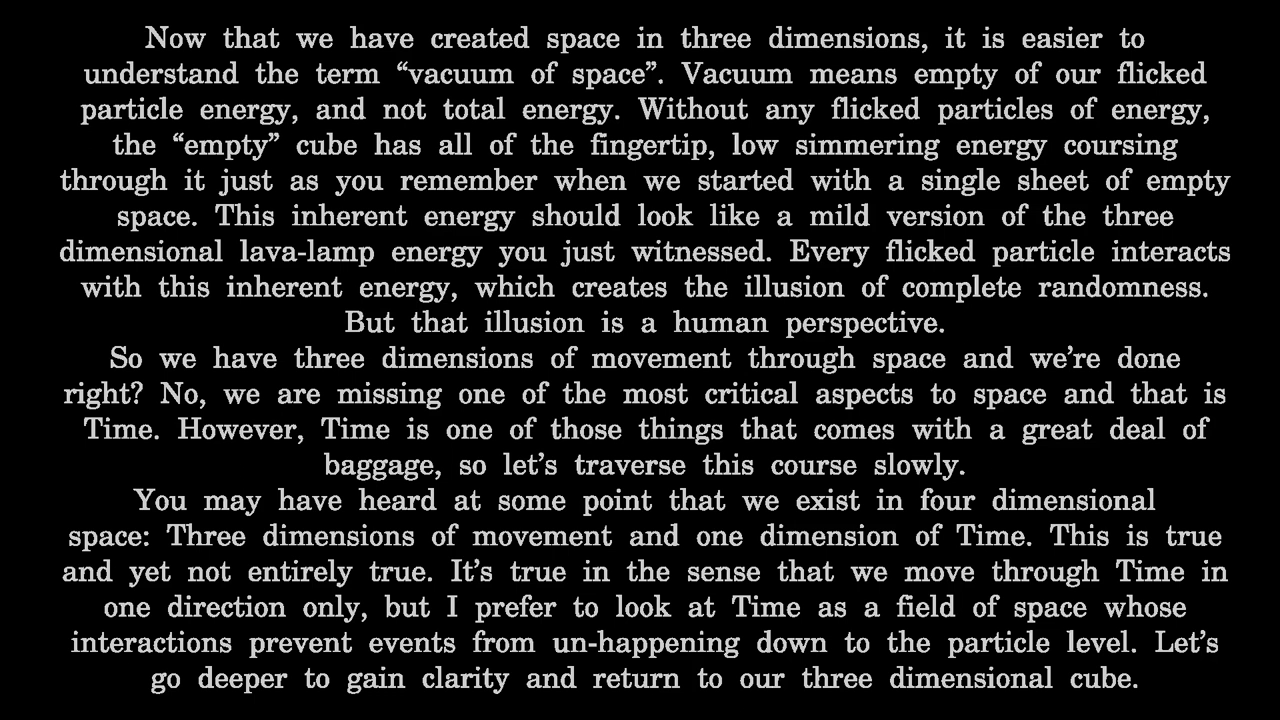 Now that we have created space in three dimensions, it is easier to
understand the term “vacuum of space”. Vacuum means empty of our flicked
particle energy, and not total energy. Without any flicked particles of energy,
the “empty” cube has all of the fingertip, low simmering energy coursing
through it just as you remember when we started with a single sheet of empty
space. This inherent energy should look like a mild version of the three
dimensional lava-lamp energy you just witnessed. Every flicked particle interacts
with this inherent energy, which creates the illusion of complete randomness.
But that illusion is a human perspective.
So we have three dimensions of movement through space and we’re done
right? No, we are missing one of the most critical aspects to space and that is
Time. However, Time is one of those things that comes with a great deal of
baggage, so let’s traverse this course slowly.
You may have heard at some point that we exist in four dimensional
space: Three dimensions of movement and one dimension of Time. This is true
and yet not entirely true. It’s true in the sense that we move through Time in
one direction only, but I prefer to look at Time as a field of space whose
interactions prevent events from un-happening down to the particle level. Let’s
go deeper to gain clarity and return to our three dimensional cube.